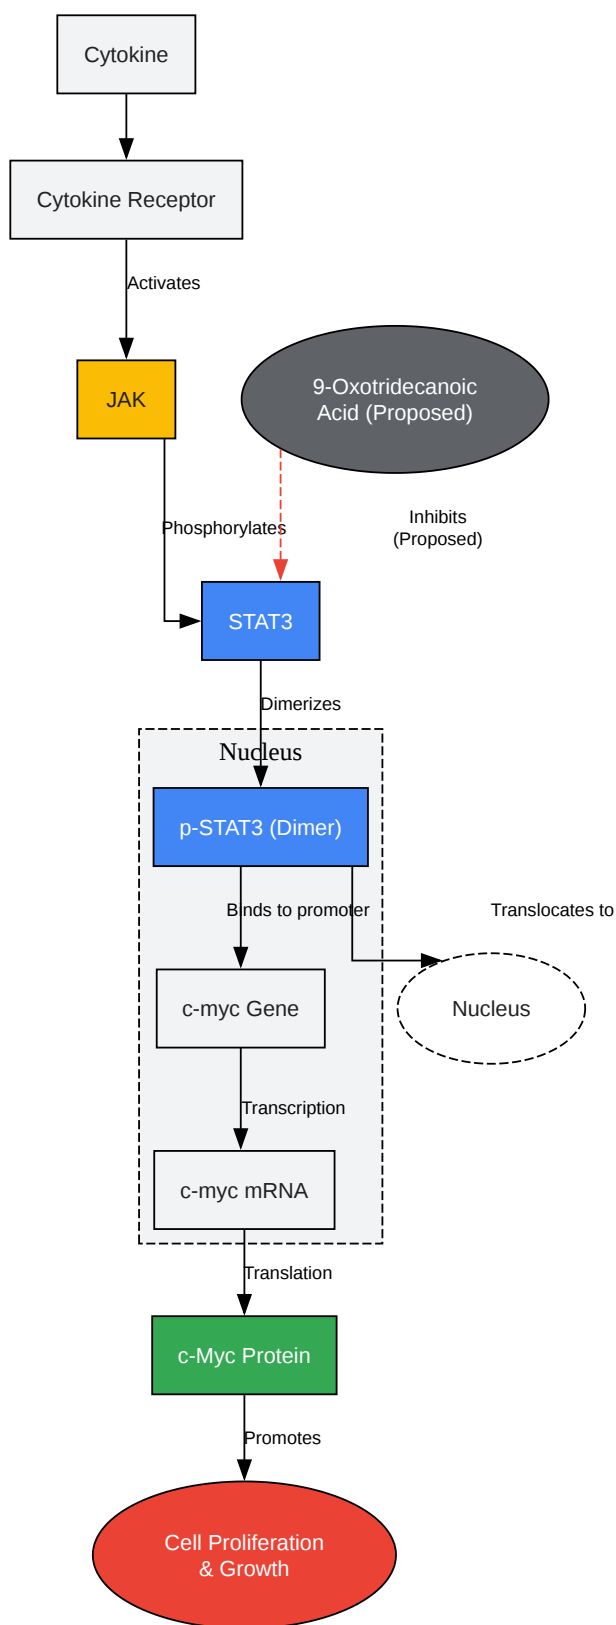 Cytokine
Cytokine Receptor
Activates
JAK
9-Oxotridecanoic
Acid (Proposed)
Phosphorylates
Inhibits
(Proposed)
STAT3
Dimerizes
Nucleus
p-STAT3 (Dimer)
Binds to promoter
Translocates to
c-myc Gene
Nucleus
Transcription
c-myc mRNA
Translation
c-Myc Protein
Promotes
Cell Proliferation
& Growth